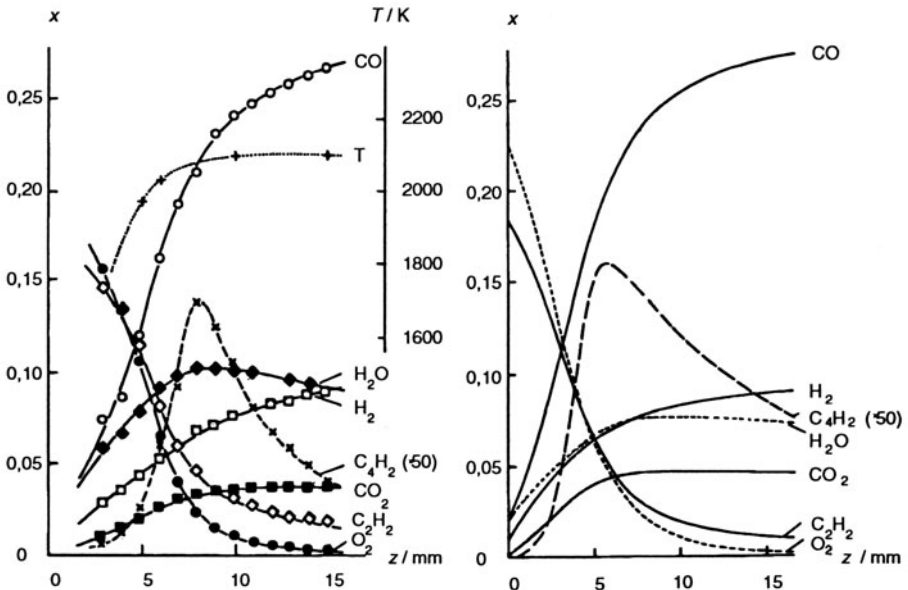 x
T / K
CO
0,25
2200
T
0,20
2000
0,15
1800
1600
0,10
H2O
H2
0,05
C4H2 (·50)
CO2
C2H2
O2
0
0
5
10
15
z / mm
x
CO
0,25
0,20
0,15
0,10
H2
C4H2 (·50)
H2O
0,05
CO2
C2H2
O2
0
0
5
10
15
z / mm